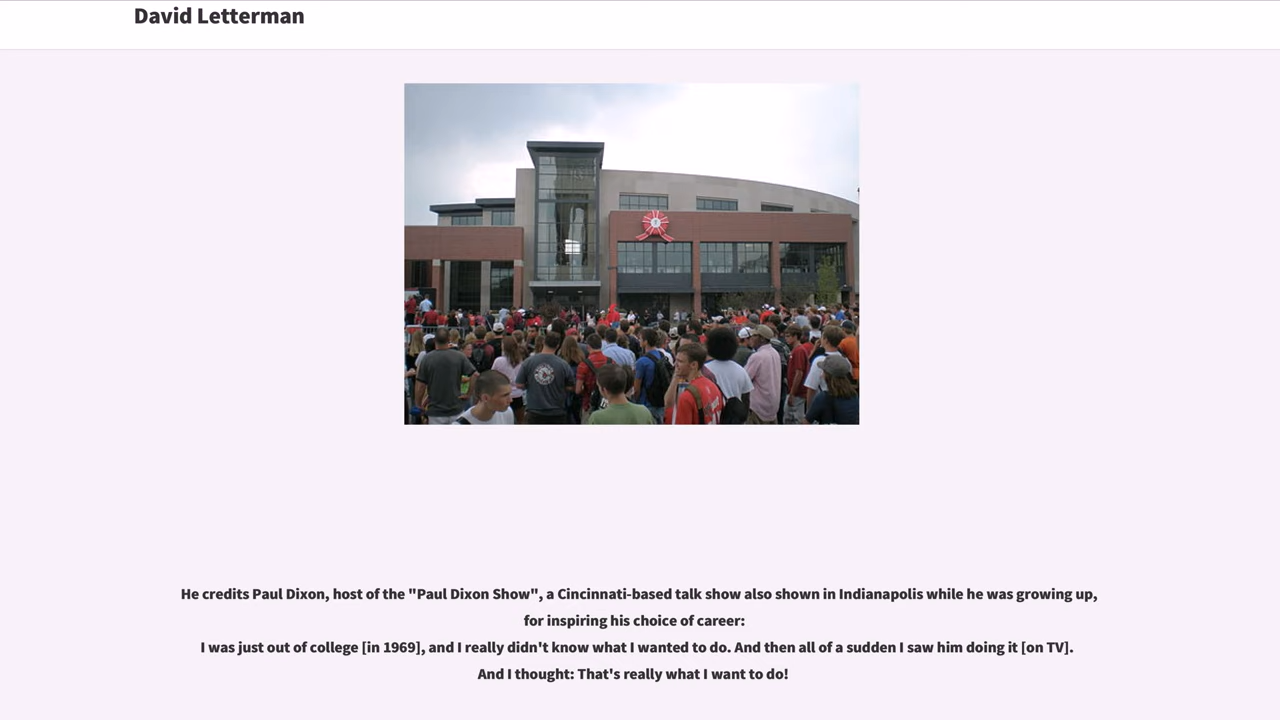 David Letterman
He credits Paul Dixon, host of the "Paul Dixon Show", a Cincinnati-based talk show also shown in Indianapolis while he was growing up,
for inspiring his choice of career:
I was just out of college [in 1969], and I really didn't know what I wanted to do. And then all of a sudden I saw him doing it [on TV].
And I thought: That's really what I want to do!